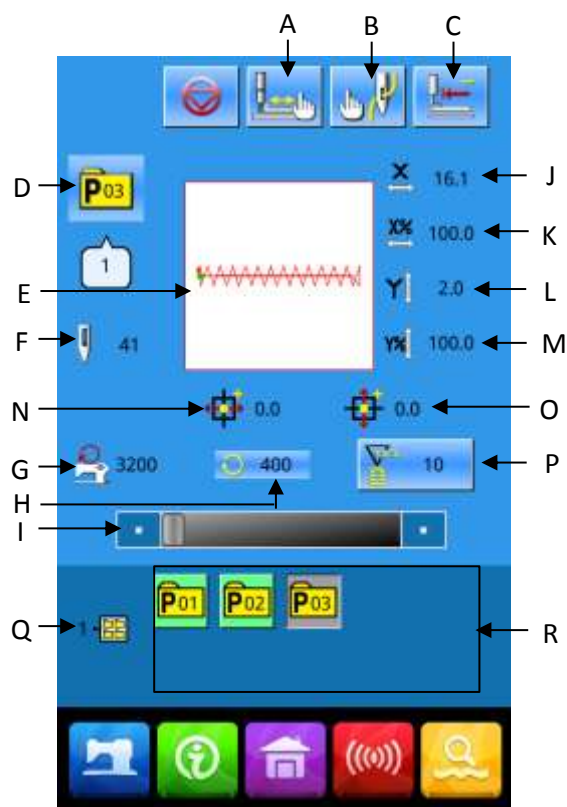 A B C
D P03 X 16.1 J
1 X% 100.0 K
E Y 2.0 L
F 41 Y% 100.0 M
N 0.0 0.0 O
G 3200 400 10 P
H
I
P01 P02 P03
Q 1 R